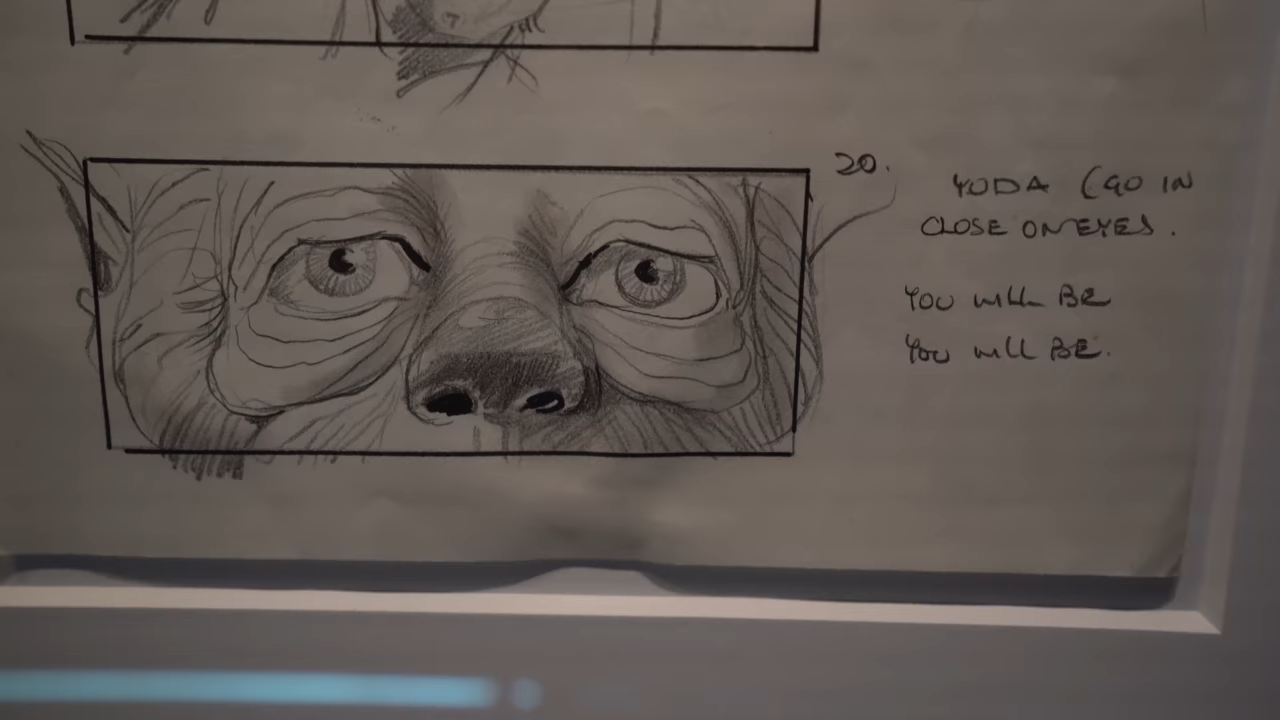 20.
YODA (GO IN
CLOSE ON EYES.
YOU WILL BE
YOU WILL BE.